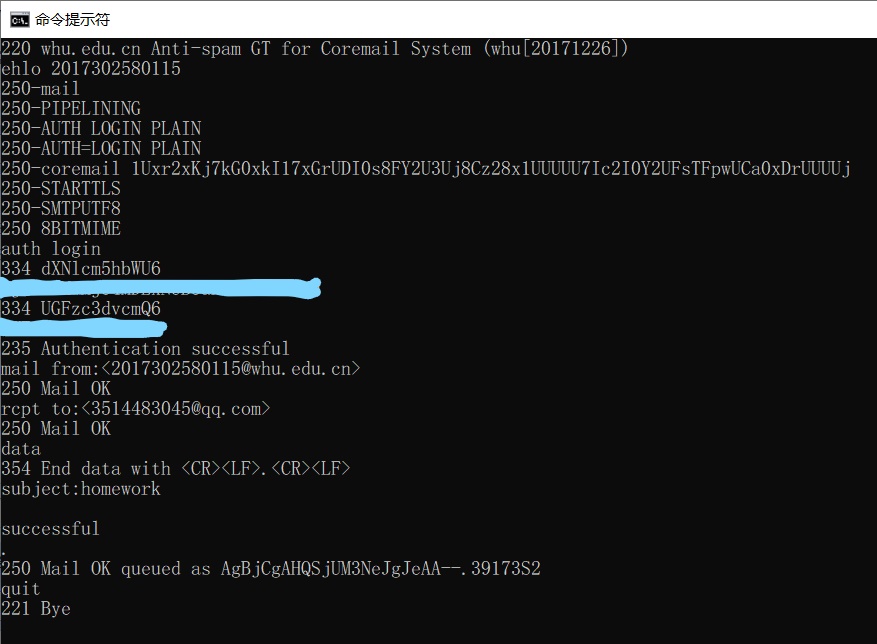 命令提示符
220 whu.edu.cn Anti-spam GT for Coremail System (whu[20171226])
ehlo 2017302580115
250-mail
250-PIPELINING
250-AUTH LOGIN PLAIN
250-AUTH=LOGIN PLAIN
250-coremail 1Uxr2xKj7kG0xkI17xGrUDI0s8FY2U3Uj8Cz28x1UUUUU7Ic2I0Y2UFsTFpwUCa0xDrUUUUj
250-STARTTLS
250-SMTPUTF8
250 8BITMIME
auth login
334 dXNlcm5hbWU6
334 UGFzc3dvcmQ6
235 Authentication successful
mail from:<2017302580115@whu.edu.cn>
250 Mail OK
rcpt to:<3514483045@qq.com>
250 Mail OK
data
354 End data with <CR><LF>.<CR><LF>
subject:homework
successful
.
250 Mail OK queued as AgBjCgAHQSjUM3NeJgJeAA--.39173S2
quit
221 Bye